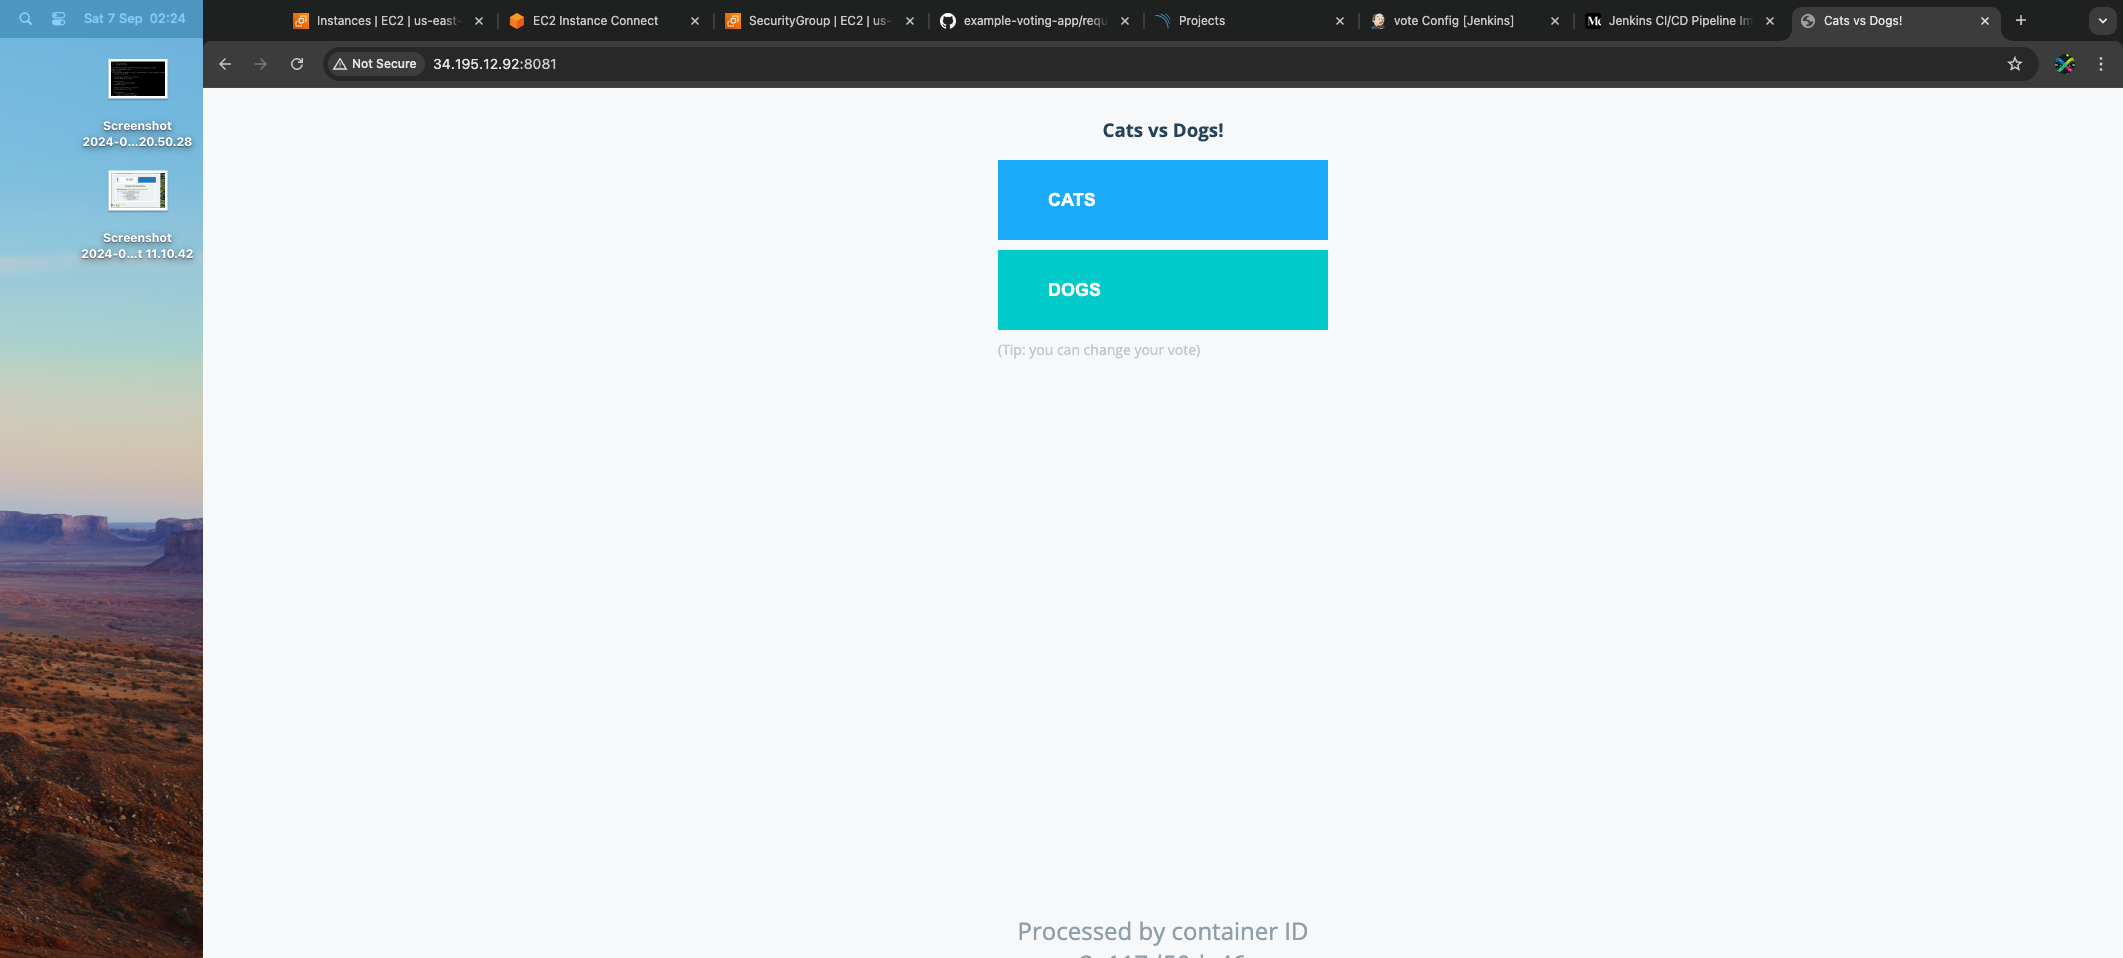 Sat 7 Sep 02:24
Screenshot
2024-0...20.50.28
Screenshot
2024-0...t 11.10.42
Instances | EC2 | us-east-
EC2 Instance Connect
SecurityGroup | EC2 | us-
example-voting-app/requ
Projects
vote Config [Jenkins]
Jenkins CI/CD Pipeline Im
Cats vs Dogs!
Not Secure
34.195.12.92:8081
Cats vs Dogs!
CATS
DOGS
(Tip: you can change your vote)
Processed by container ID